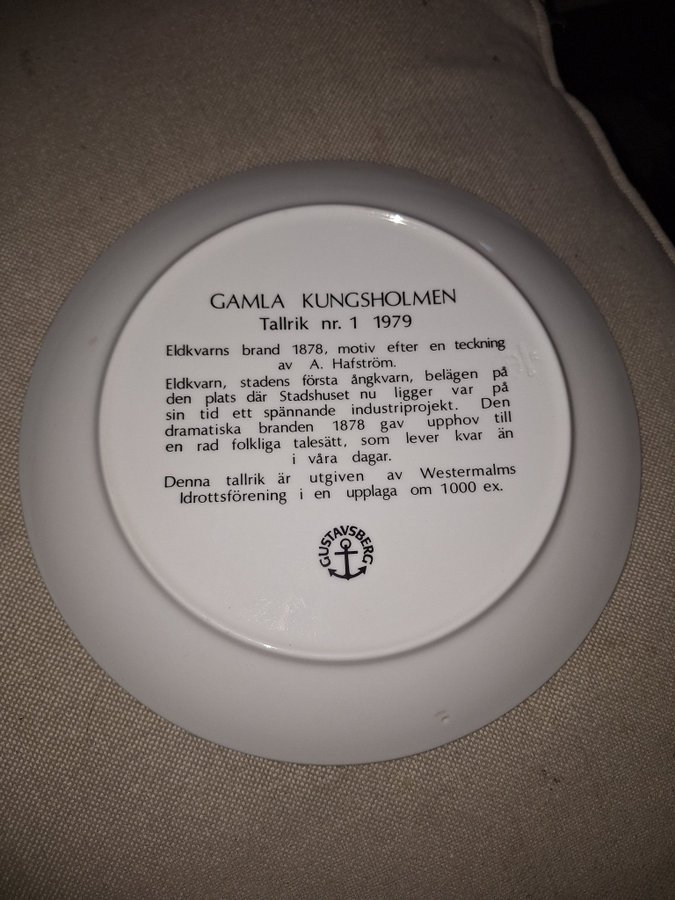 GAMLA KUNGSHOLMEN
Tallrik nr. 1 1979
Eldkvarns brand 1878, motiv efter en teckning
av A. Hafström.
Eldkvarn, stadens första ångkvarn, belägen på
den plats där Stadshuset nu ligger var på
sin tid ett spännande industriprojekt. Den
dramatiska branden 1878 gav upphov till
en rad folkliga talesätt, som lever kvar än
i våra dagar.
Denna tallrik är utgiven av Westermalms
Idrottsförening i en upplaga om 1000 ex.
GUSTAVSBERG